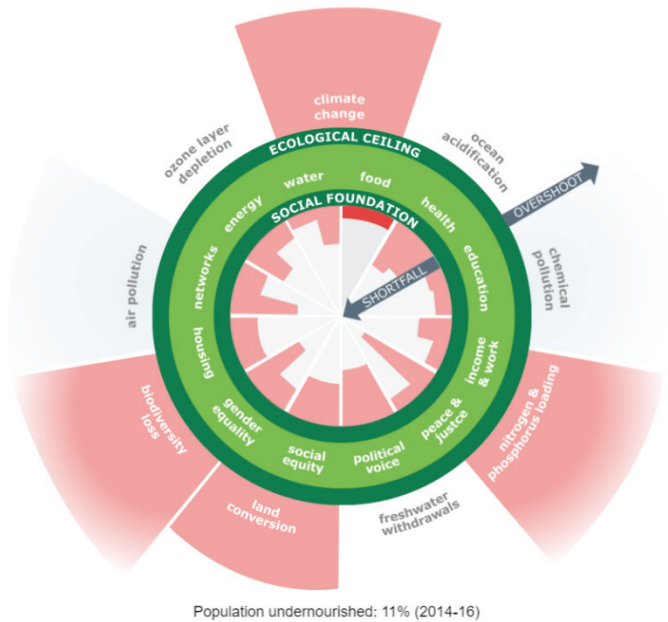 climate
change
ozone layer
depletion
ocean
acidification
ECOLOGICAL CEILING
OVERSHOOT
water
food
energy
health
SOCIAL FOUNDATION
networks
education
SHORTFALL
air pollution
chemical
pollution
housing
income
& work
gender
equality
peace &
justce
social
equity
political
voice
biodiversity
loss
nitrogen &
phosphorus loading
land
conversion
freshwater
withdrawals
Population undernourished: 11% (2014-16)